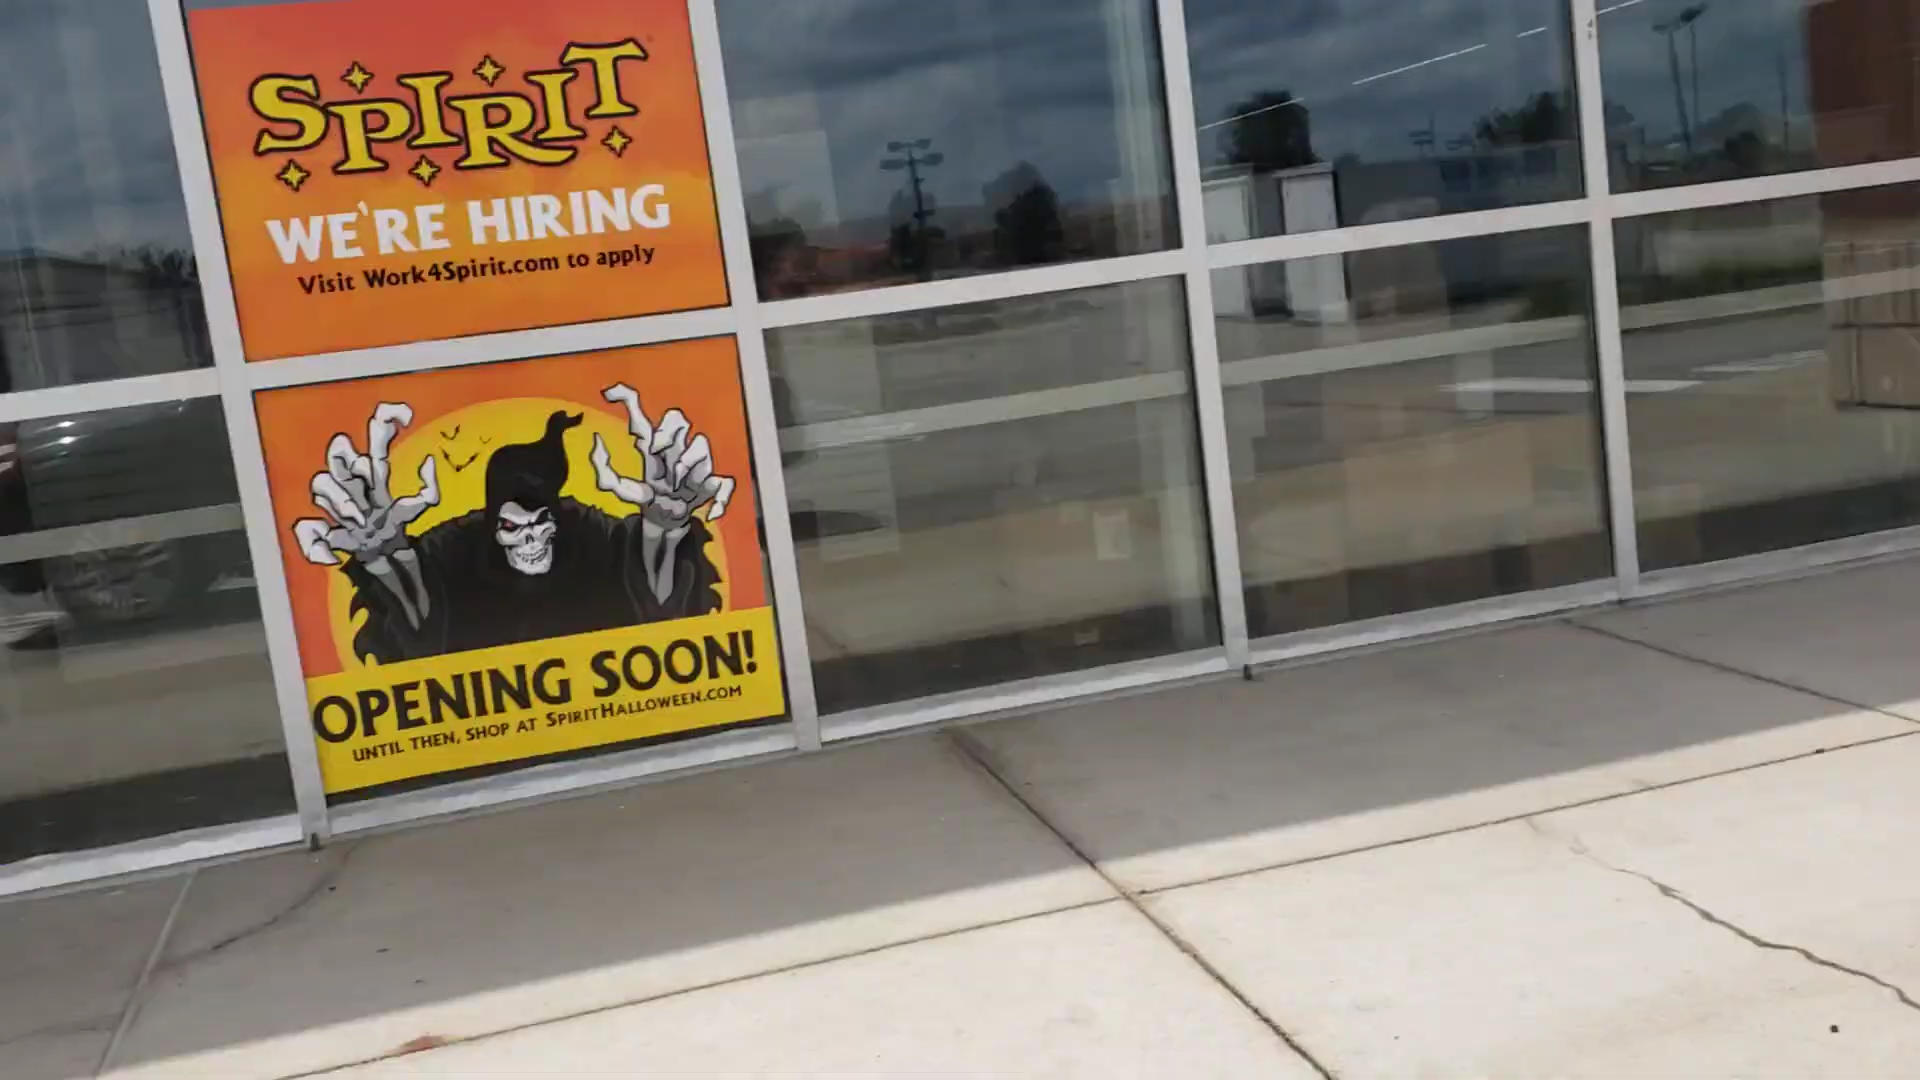 SPIRIT
WE'RE HIRING
Visit Work4Spirit.com to apply
OPENING SOON!
UNTIL THEN, SHOP AT SPIRITHALLOWEEN.COM